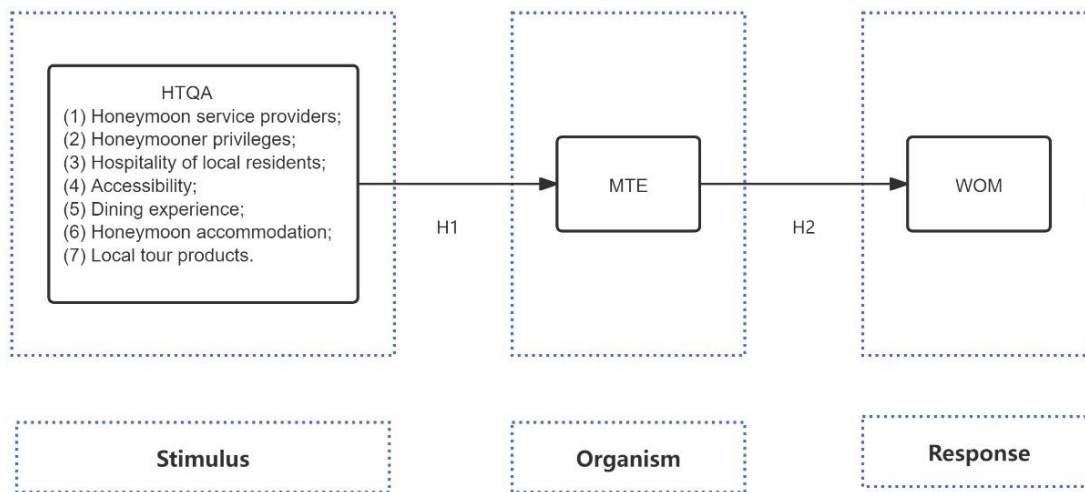 HTQA
(1) Honeymoon service providers;
(2) Honeymooner privileges;
(3) Hospitality of local residents;
(4) Accessibility;
(5) Dining experience;
(6) Honeymoon accommodation;
(7) Local tour products.
H1
MTE
H2
WOM
Stimulus
Organism
Response